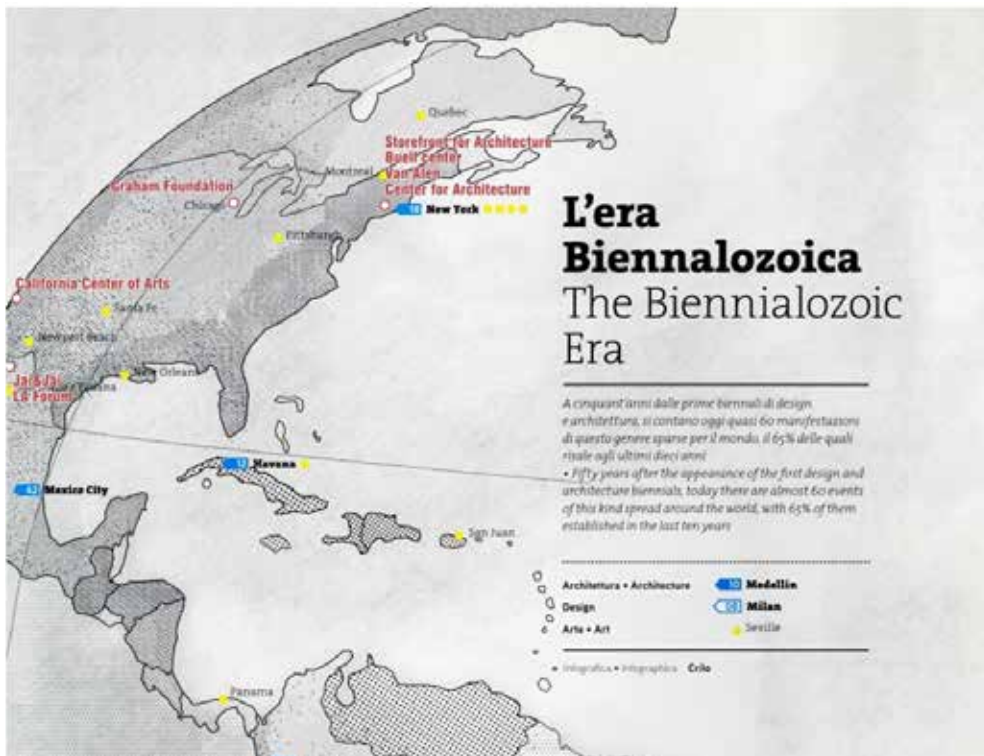 Quebec
Storefront for Architecture
Buell center
Montreal
Van Alen
Center for Architecture
Graham Foundation
Chicago
New York
Pittsburgh
California Center of Arts
Santa Fe
Newport Beach
New Orleans
Jai&Jai
LA Forum
Havana
Mexico City
San Juan
Panama
L'era
Biennalozoica
The Biennialozoic
Era
A cinquant'anni dalle prime biennali di design
e architettura, si contano oggi quasi 60 manifestazioni
di questo genere sparse per il mondo, il 65% delle quali
risale agli ultimi dieci anni
• Fifty years after the appearance of the first design and
architecture biennials, today there are almost 60 events
of this kind spread around the world, with 65% of them
established in the last ten years
Architettura • Architecture
Medellin
Design
Milan
Arte • Art
Seville
Infografica • Infographics Crilo